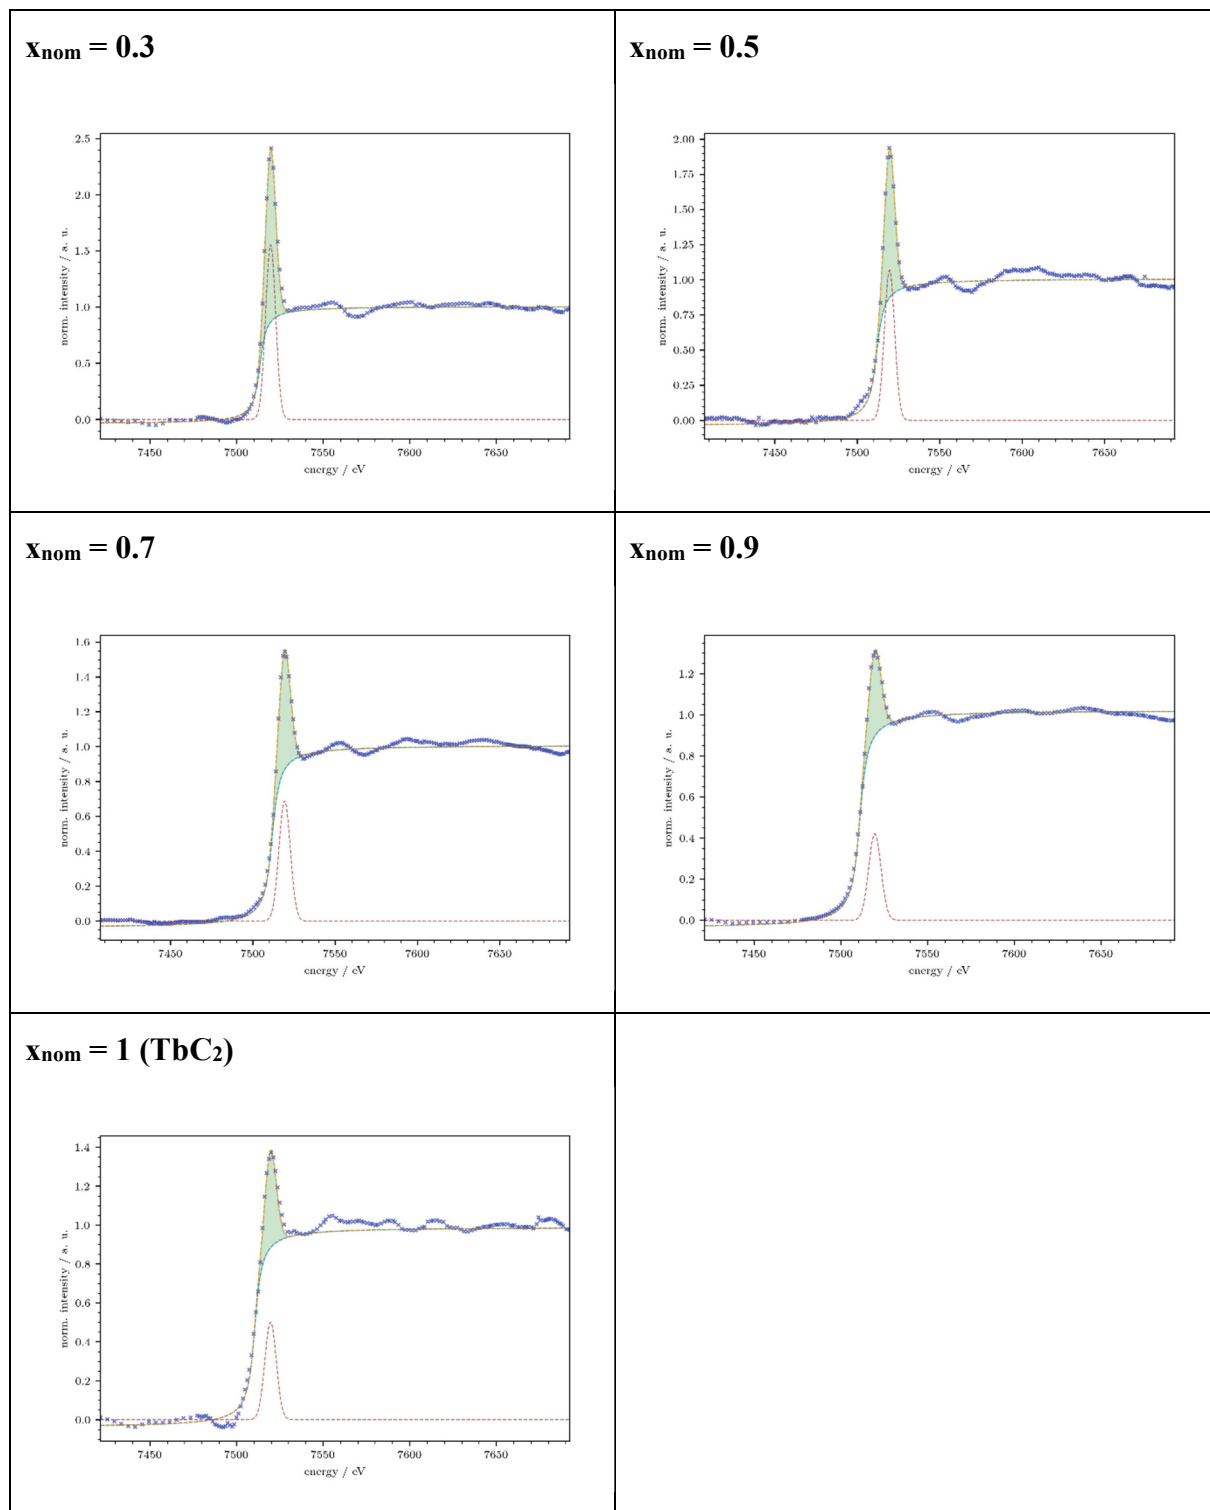 x_nom = 0.3
2.5
2.0
1.5
1.0
0.5
0.0
norm. intensity / a. u.
7450 7500 7550 7600 7650
energy / eV
x_nom = 0.5
2.00
1.75
1.50
1.25
1.00
0.75
0.50
0.25
0.00
norm. intensity / a. u.
7450 7500 7550 7600 7650
energy / eV
x_nom = 0.7
1.6
1.4
1.2
1.0
0.8
0.6
0.4
0.2
0.0
norm. intensity / a. u.
7450 7500 7550 7600 7650
energy / eV
x_nom = 0.9
1.2
1.0
0.8
0.6
0.4
0.2
0.0
norm. intensity / a. u.
7450 7500 7550 7600 7650
energy / eV
x_nom = 1 (TbC₂)
1.4
1.2
1.0
0.8
0.6
0.4
0.2
0.0
norm. intensity / a. u.
7450 7500 7550 7600 7650
energy / eV